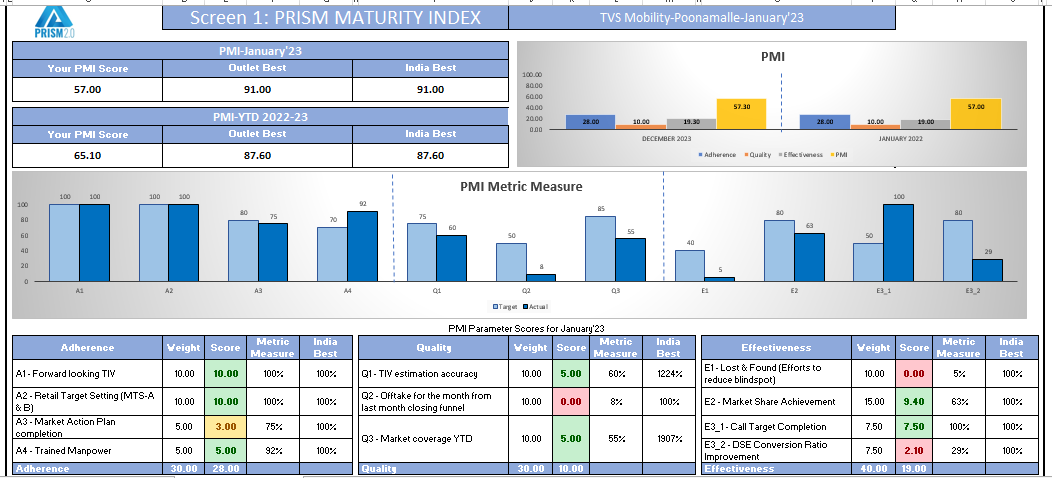 PRISM2.0
Screen 1: PRISM MATURITY INDEX
TVS Mobility-Poonamalle-January'23
PMI-January'23
Your PMI Score Outlet Best India Best
57.00 91.00 91.00
PMI-YTD 2022-23
Your PMI Score Outlet Best India Best
65.10 87.60 87.60
PMI
100.00
80.00
60.00
40.00
20.00
0.00
28.00 10.00 19.30 57.30 28.00 10.00 19.00 57.00
DECEMBER 2023 JANUARY 2022
Adherence Quality Effectiveness PMI
PMI Metric Measure
100
80
60
40
20
0
100 100 100 100 80 75 70 92 75 60 50 8 85 55 40 5 80 63 50 100 80 29
A1 A2 A3 A4 Q1 Q2 Q3 E1 E2 E3_1 E3_2
Target Actual
PMI Parameter Scores for January'23
Adherence Weight Score Metric Measure India Best
A1 - Forward looking TIV 10.00 10.00 100% 100%
A2 - Retail Target Setting (MTS-A & B) 10.00 10.00 100% 100%
A3 - Market Action Plan completion 5.00 3.00 75% 100%
A4 - Trained Manpower 5.00 5.00 92% 100%
Adherence 30.00 28.00
Quality Weight Score Metric Measure India Best
Q1 - TIV estimation accuracy 10.00 5.00 60% 1224%
Q2 - Offtake for the month from last month closing funnel 10.00 0.00 8% 100%
Q3 - Market coverage YTD 10.00 5.00 55% 1907%
Quality 30.00 10.00
Effectiveness Weight Score Metric Measure India Best
E1 - Lost & Found (Efforts to reduce blindspot) 10.00 0.00 5% 100%
E2 - Market Share Achievement 15.00 9.40 63% 100%
E3_1 - Call Target Completion 7.50 7.50 100% 100%
E3_2 - DSE Conversion Ratio Improvement 7.50 2.10 29% 100%
Effectiveness 40.00 19.00